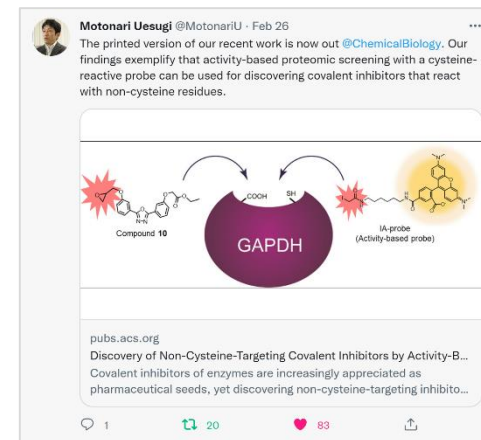 Motonari Uesugi @MotonariU · Feb 26
The printed version of our recent work is now out @ChemicalBiology. Our
findings exemplify that activity-based proteomic screening with a cysteine-
reactive probe can be used for discovering covalent inhibitors that react
with non-cysteine residues.
COOH SH
Compound 10
GAPDH
IA-probe
(Activity-based probe)
pubs.acs.org
Discovery of Non-Cysteine-Targeting Covalent Inhibitors by Activity-B...
Covalent inhibitors of enzymes are increasingly appreciated as
pharmaceutical seeds, yet discovering non-cysteine-targeting inhibito...
1 20 83